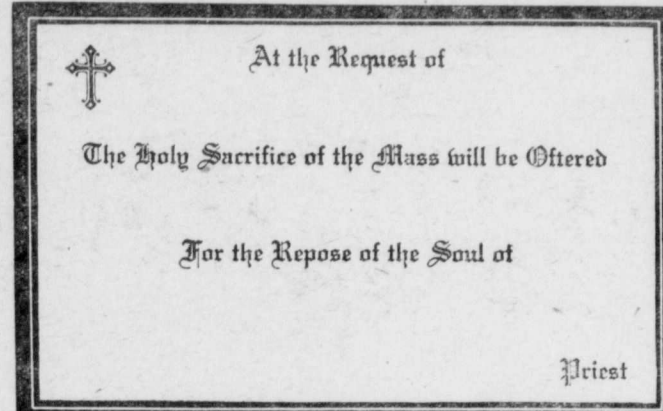 At the Request of
The Holy Sacrifice of the Mass will be Oftered
For the Repose of the Soul of
Priest